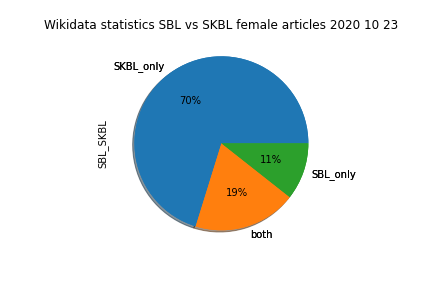 Wikidata statistics SBL vs SKBL female articles 2020 10 23
SKBL_only
70%
SBL_SKBL
11%
SBL_only
19%
both